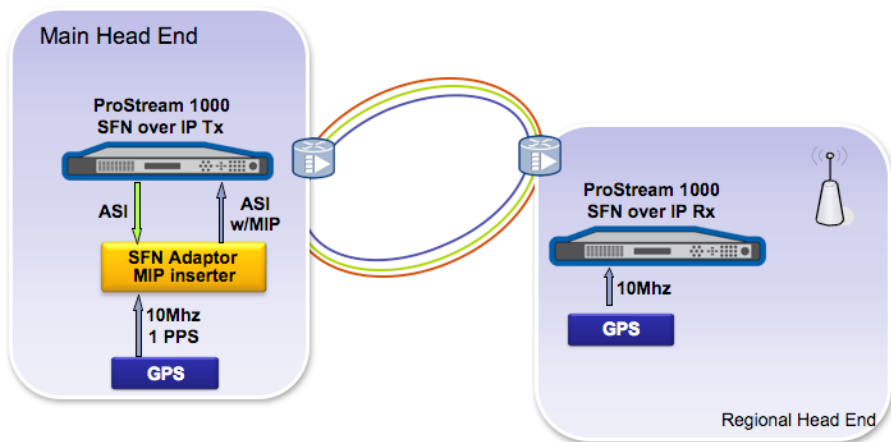 Main Head End
ProStream 1000
SFN over IP Tx
ASI
ASI
w/MIP
SFN Adaptor
MIP inserter
10Mhz
1 PPS
GPS
ProStream 1000
SFN over IP Rx
10Mhz
GPS
Regional Head End